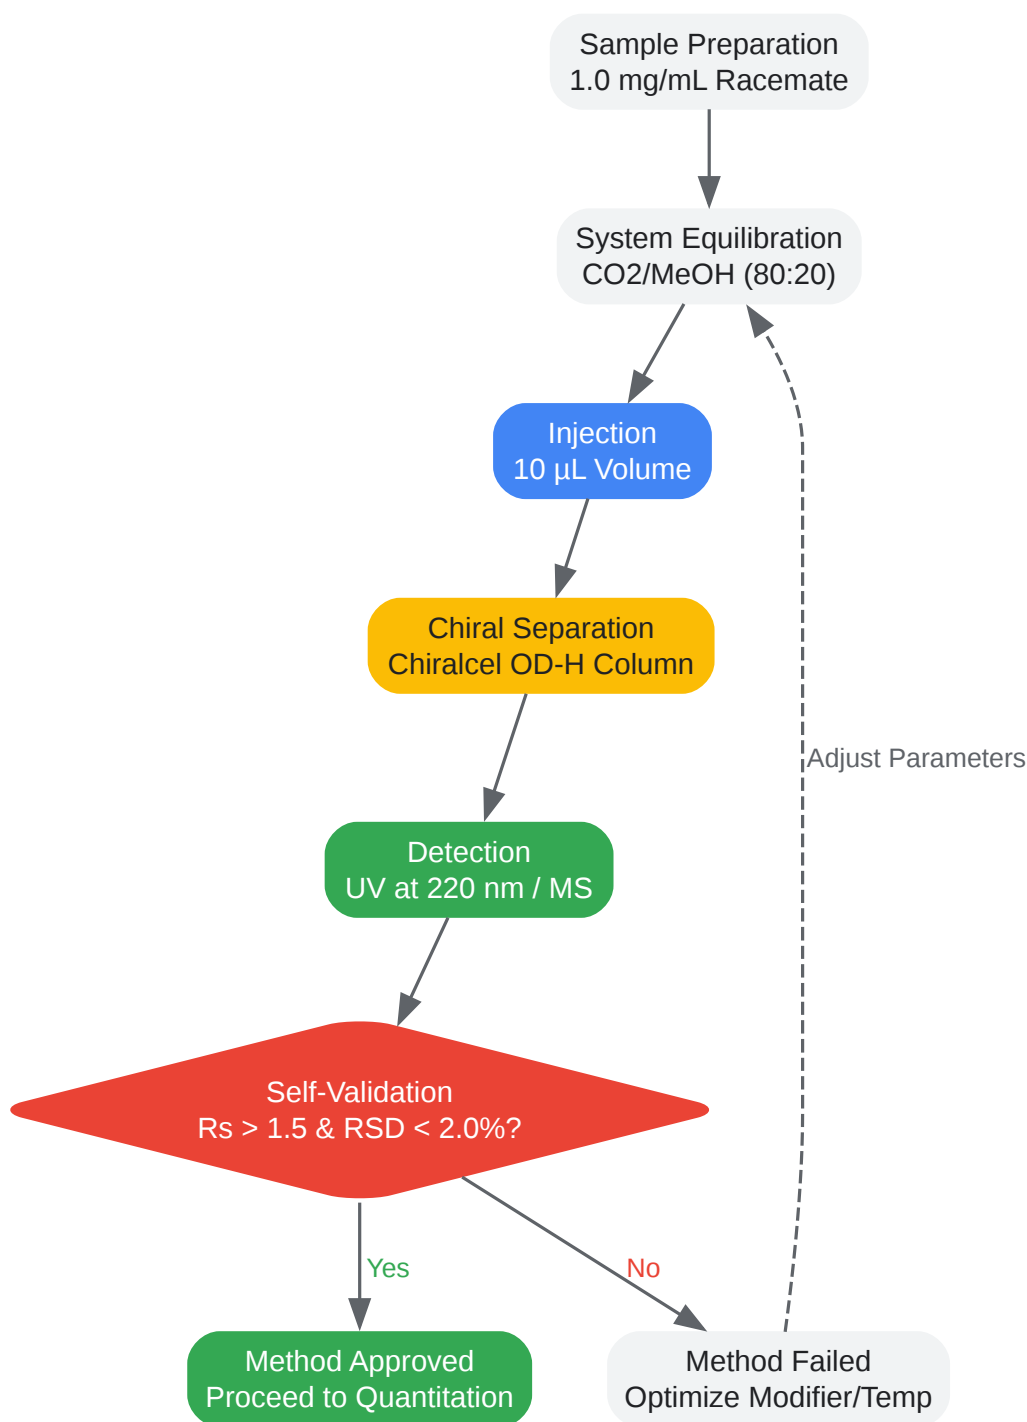 Sample Preparation
1.0 mg/mL Racemate
System Equilibration
CO2/MeOH (80:20)
Injection
10 µL Volume
Chiral Separation
Chiralcel OD-H Column
Adjust Parameters
Detection
UV at 220 nm / MS
Self-Validation
Rs > 1.5 & RSD < 2.0%?
Yes
No
Method Approved
Proceed to Quantitation
Method Failed
Optimize Modifier/Temp